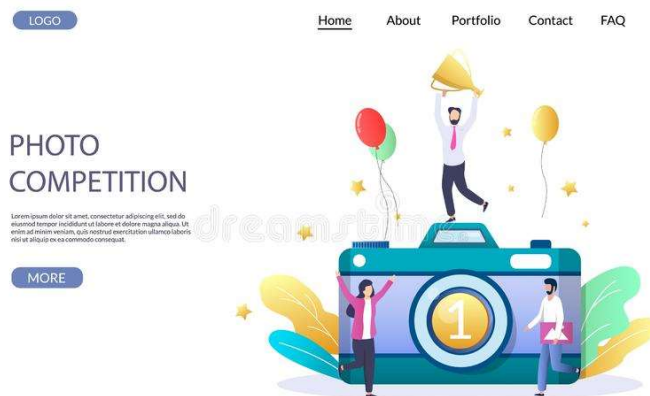 LOGO
Home About Portfolio Contact FAQ
PHOTO
COMPETITION
Lorem ipsum dolor sit amet, consectetur adipiscing elit,
sed do eiusmod tempor incididunt ut labore et dolore
magna aliqua. Ut enim ad minim veniam, quis nostrud
exercitation ullamco laboris nisi ut aliquip ex ea
commodo consequat.
MORE
1
dreamstime.com